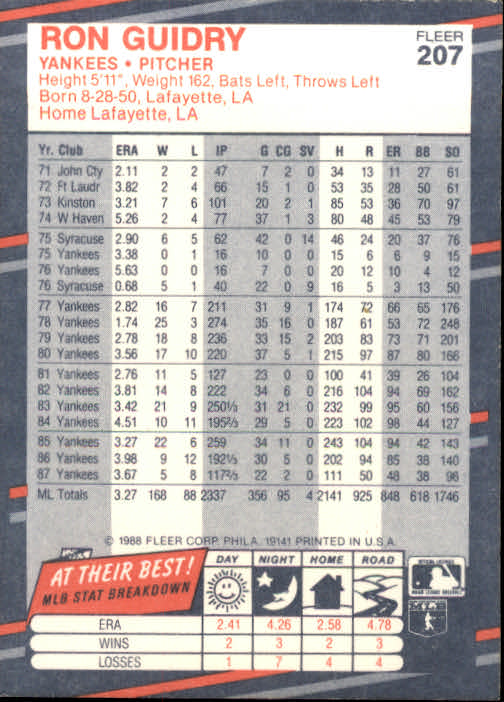 RON GUIDRY
FLEER
207
YANKEES • PITCHER
Height 5'11", Weight 162, Bats Left, Throws Left
Born 8-28-50, Lafayette, LA
Home Lafayette, LA
Yr. Club ERA W L IP G CG SV H R ER BB SO
71 John Cty 2.11 2 2 47 7 2 0 34 13 11 27 61
72 Ft Laudr 3.82 2 4 66 15 1 0 53 35 28 50 61
73 Kinston 3.21 7 6 101 20 2 1 85 53 36 70 97
74 W Haven 5.26 2 4 77 37 1 3 80 48 45 53 79
75 Syracuse 2.90 6 5 62 42 0 14 46 24 20 37 76
75 Yankees 3.38 0 1 16 10 0 0 15 6 6 9 15
76 Yankees 5.63 0 0 16 7 0 0 20 12 10 4 12
76 Syracuse 0.68 5 1 40 22 0 9 16 5 3 13 50
77 Yankees 2.82 16 7 211 31 9 1 174 72 66 65 176
78 Yankees 1.74 25 3 274 35 16 0 187 61 53 72 248
79 Yankees 2.78 18 8 236 33 15 2 203 83 73 71 201
80 Yankees 3.56 17 10 220 37 5 1 215 97 87 80 166
81 Yankees 2.76 11 5 127 23 0 0 100 41 39 26 104
82 Yankees 3.81 14 8 222 34 6 0 216 104 94 69 162
83 Yankees 3.42 21 9 250⅓ 31 21 0 232 99 95 60 156
84 Yankees 4.51 10 11 195⅔ 29 5 0 223 102 98 44 127
85 Yankees 3.27 22 6 259 34 11 0 243 104 94 42 143
86 Yankees 3.98 9 12 192⅓ 30 5 0 202 94 85 38 140
87 Yankees 3.67 5 8 117⅔ 22 2 0 111 50 48 38 96
ML Totals 3.27 168 88 2337 356 95 4 2141 925 848 618 1746
© 1988 FLEER CORP. PHILA. 19141 PRINTED IN U.S.A.
AT THEIR BEST!
MLB STAT BREAKDOWN
DAY NIGHT HOME ROAD
ERA 2.41 4.26 2.58 4.78
WINS 2 3 2 3
LOSSES 1 7 4 4